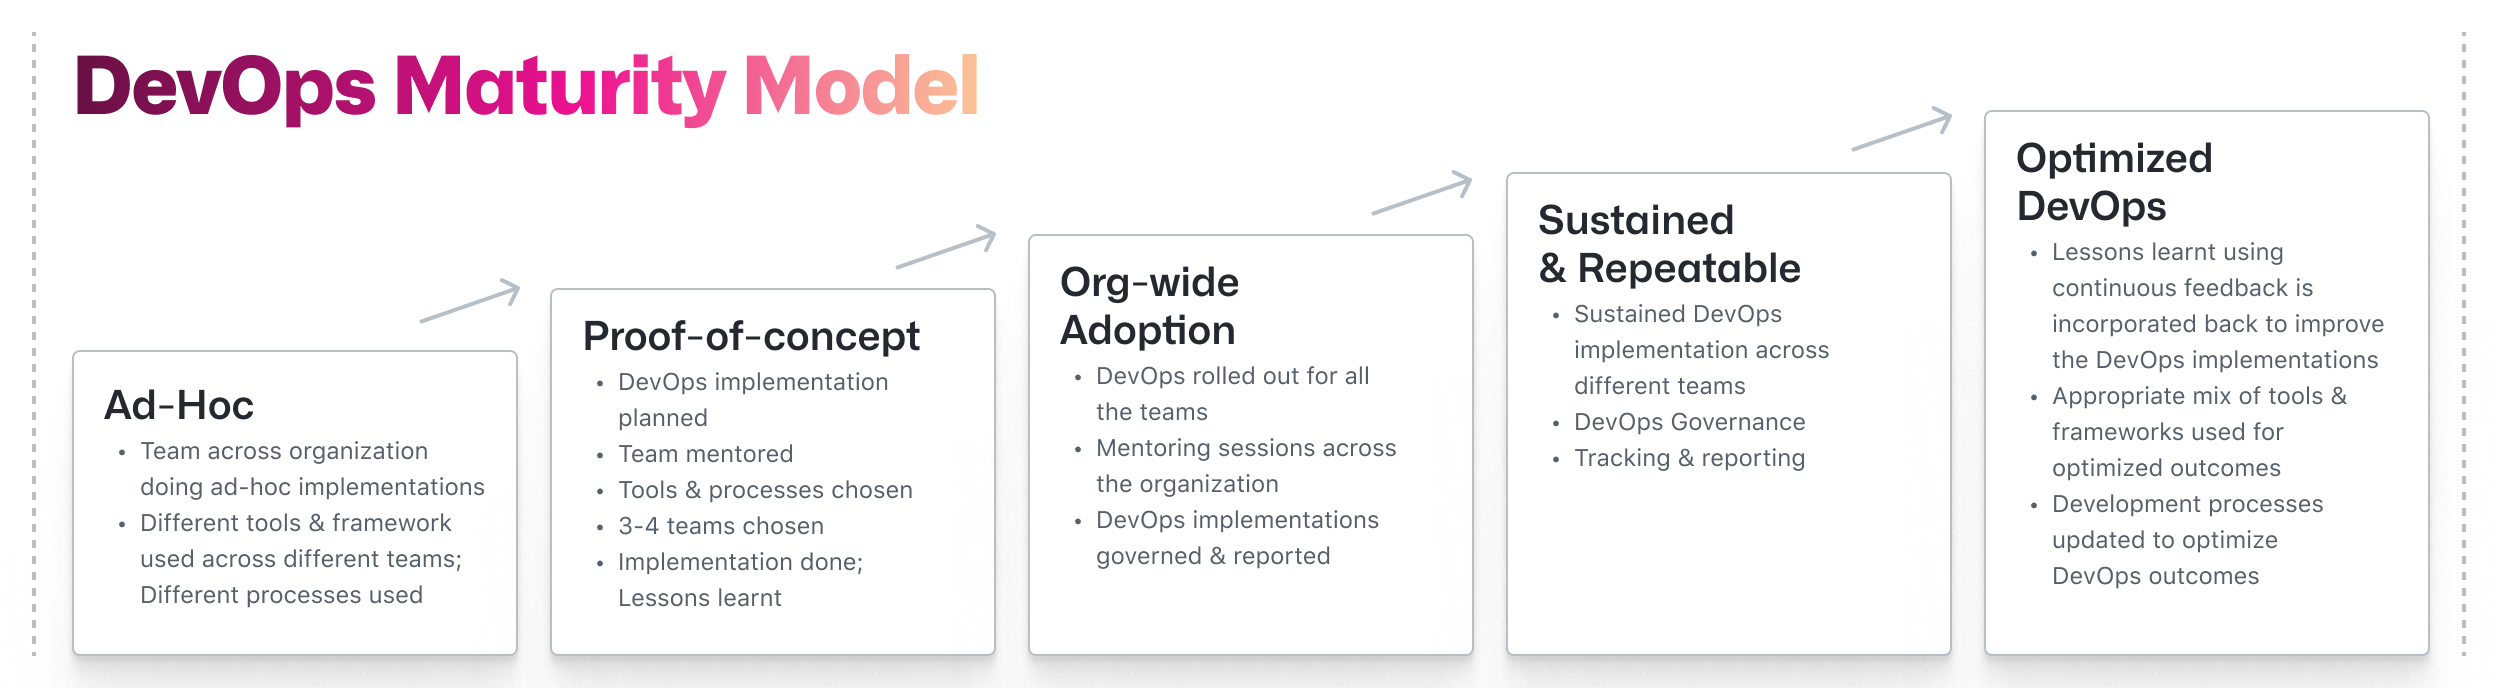 DevOps Maturity Model
Ad-Hoc
• Team across organization
doing ad-hoc implementations
• Different tools & framework
used across different teams;
Different processes used
Proof-of-concept
• DevOps implementation
planned
• Team mentored
• Tools & processes chosen
• 3-4 teams chosen
• Implementation done;
Lessons learnt
Org-wide
Adoption
• DevOps rolled out for all
the teams
• Mentoring sessions across
the organization
• DevOps implementations
governed & reported
Sustained
& Repeatable
• Sustained DevOps
implementation across
different teams
• DevOps Governance
• Tracking & reporting
Optimized
DevOps
• Lessons learnt using
continuous feedback is
incorporated back to improve
the DevOps implementations
• Appropriate mix of tools &
frameworks used for
optimized outcomes
• Development processes
updated to optimize
DevOps outcomes